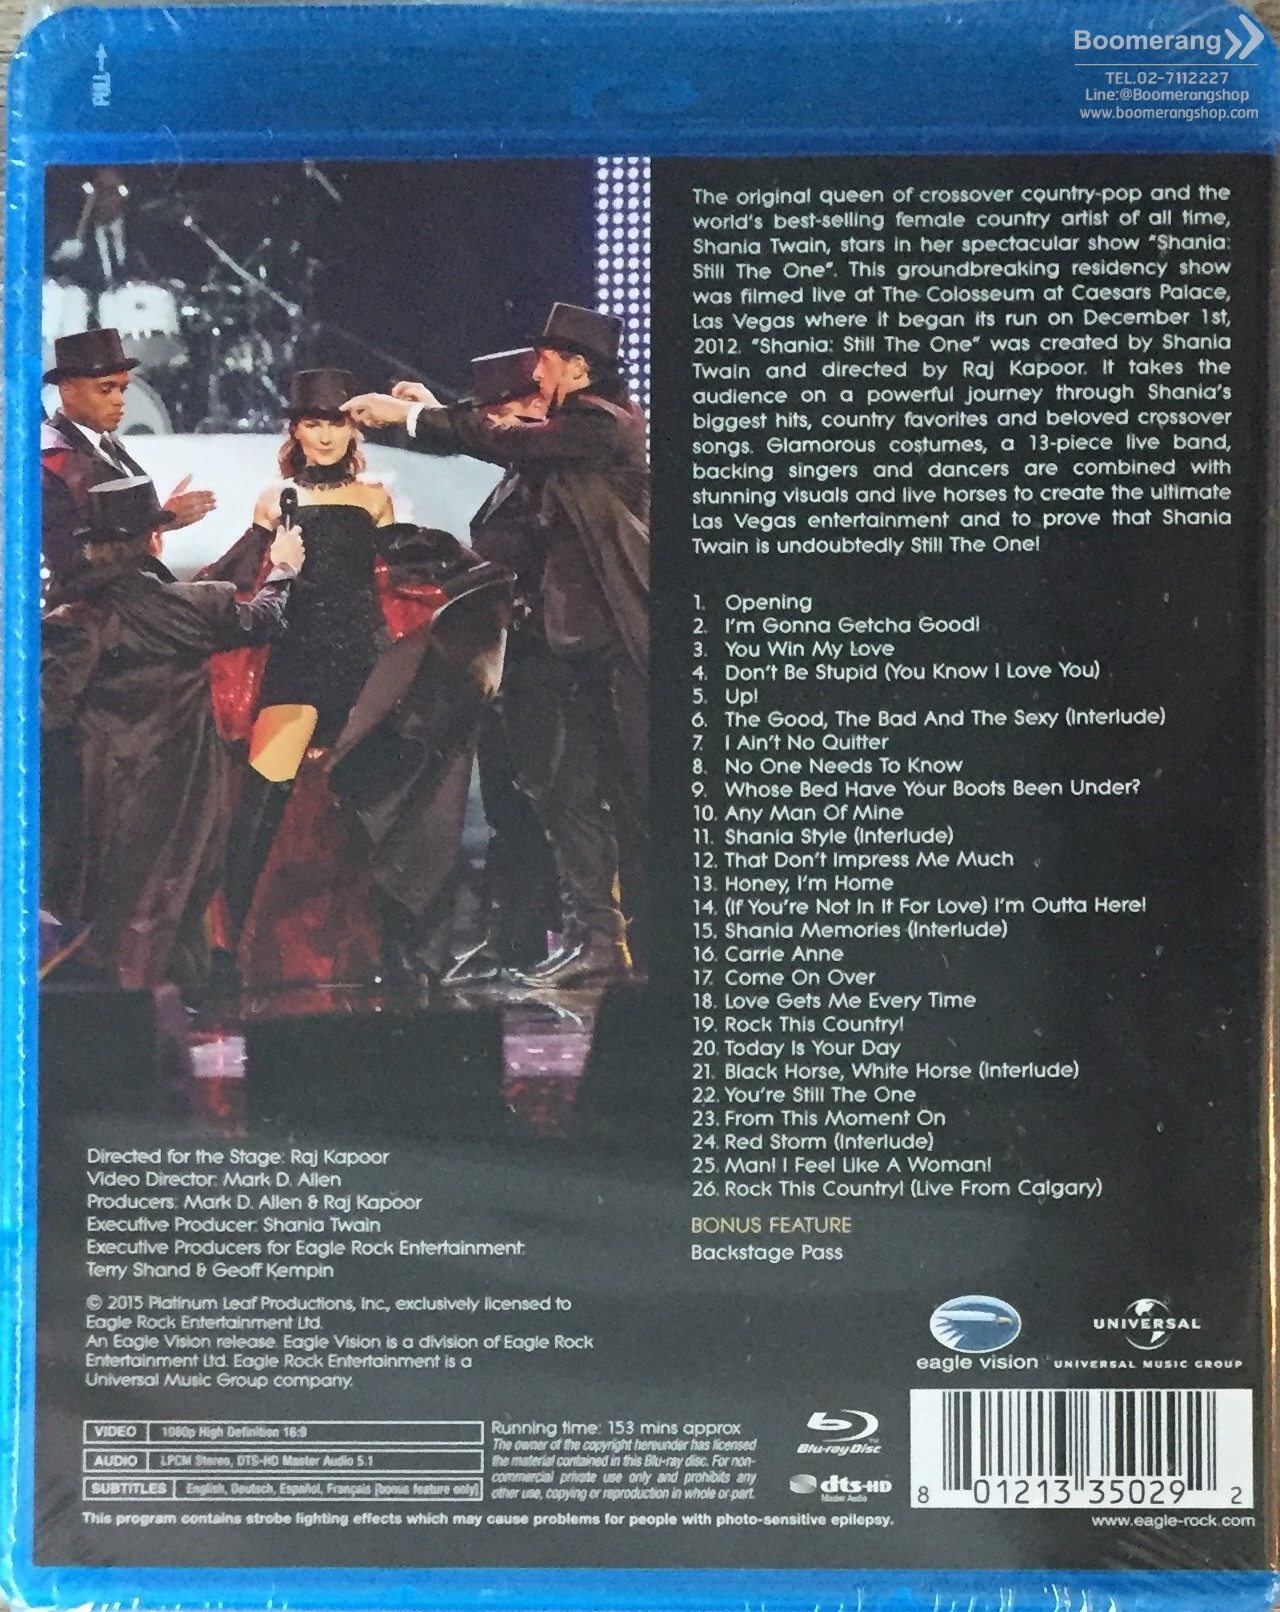 PULL→
Boomerang
TEL.02-7112227
Line:@Boomerangshop
www.boomerangshop.com
The original queen of crossover country-pop and the
world's best-selling female country artist of all time,
Shania Twain, stars in her spectacular show "Shania:
Still The One". This groundbreaking residency show
was filmed live at The Colosseum at Caesars Palace,
Las Vegas where it began its run on December 1st,
2012. "Shania: Still The One" was created by Shania
Twain and directed by Raj Kapoor. It takes the
audience on a powerful journey through Shania's
biggest hits, country favorites and beloved crossover
songs. Glamorous costumes, a 13-piece live band,
backing singers and dancers are combined with
stunning visuals and live horses to create the ultimate
Las Vegas entertainment and to prove that Shania
Twain is undoubtedly Still The One!
1. Opening
2. I'm Gonna Getcha Good!
3. You Win My Love
4. Don't Be Stupid (You Know I Love You)
5. Up!
6. The Good, The Bad And The Sexy (Interlude)
7. I Ain't No Quitter
8. No One Needs To Know
9. Whose Bed Have Your Boots Been Under?
10. Any Man Of Mine
11. Shania Style (Interlude)
12. That Don't Impress Me Much
13. Honey, I'm Home
14. (If You're Not In It For Love) I'm Outta Here!
15. Shania Memories (Interlude)
16. Carrie Anne
17. Come On Over
18. Love Gets Me Every Time
19. Rock This Country!
20. Today Is Your Day
21. Black Horse, White Horse (Interlude)
22. You're Still The One
23. From This Moment On
24. Red Storm (Interlude)
25. Man! I Feel Like A Woman!
26. Rock This Country! (Live From Calgary)
BONUS FEATURE
Backstage Pass
Directed for the Stage: Raj Kapoor
Video Director: Mark D. Allen
Producers: Mark D. Allen & Raj Kapoor
Executive Producer: Shania Twain
Executive Producers for Eagle Rock Entertainment:
Terry Shand & Geoff Kempin
© 2015 Platinum Leaf Productions, Inc., exclusively licensed to
Eagle Rock Entertainment Ltd.
An Eagle Vision release. Eagle Vision is a division of Eagle Rock
Entertainment Ltd. Eagle Rock Entertainment is a
Universal Music Group company.
eagle vision
UNIVERSAL
UNIVERSAL MUSIC GROUP
VIDEO 1080p High Definition 16:9
AUDIO LPCM Stereo, DTS-HD Master Audio 5.1
SUBTITLES English, Deutsch, Español, Français [bonus feature only]
Running time: 153 mins approx
The owner of the copyright hereunder has licensed
the material contained in this Blu-ray disc. For non-
commercial private use only and prohibits any
other use, copying or reproduction in whole or part.
Blu-ray Disc
dts-HD
Master Audio
8 01213 35029 2
This program contains strobe lighting effects which may cause problems for people with photo-sensitive epilepsy.
www.eagle-rock.com